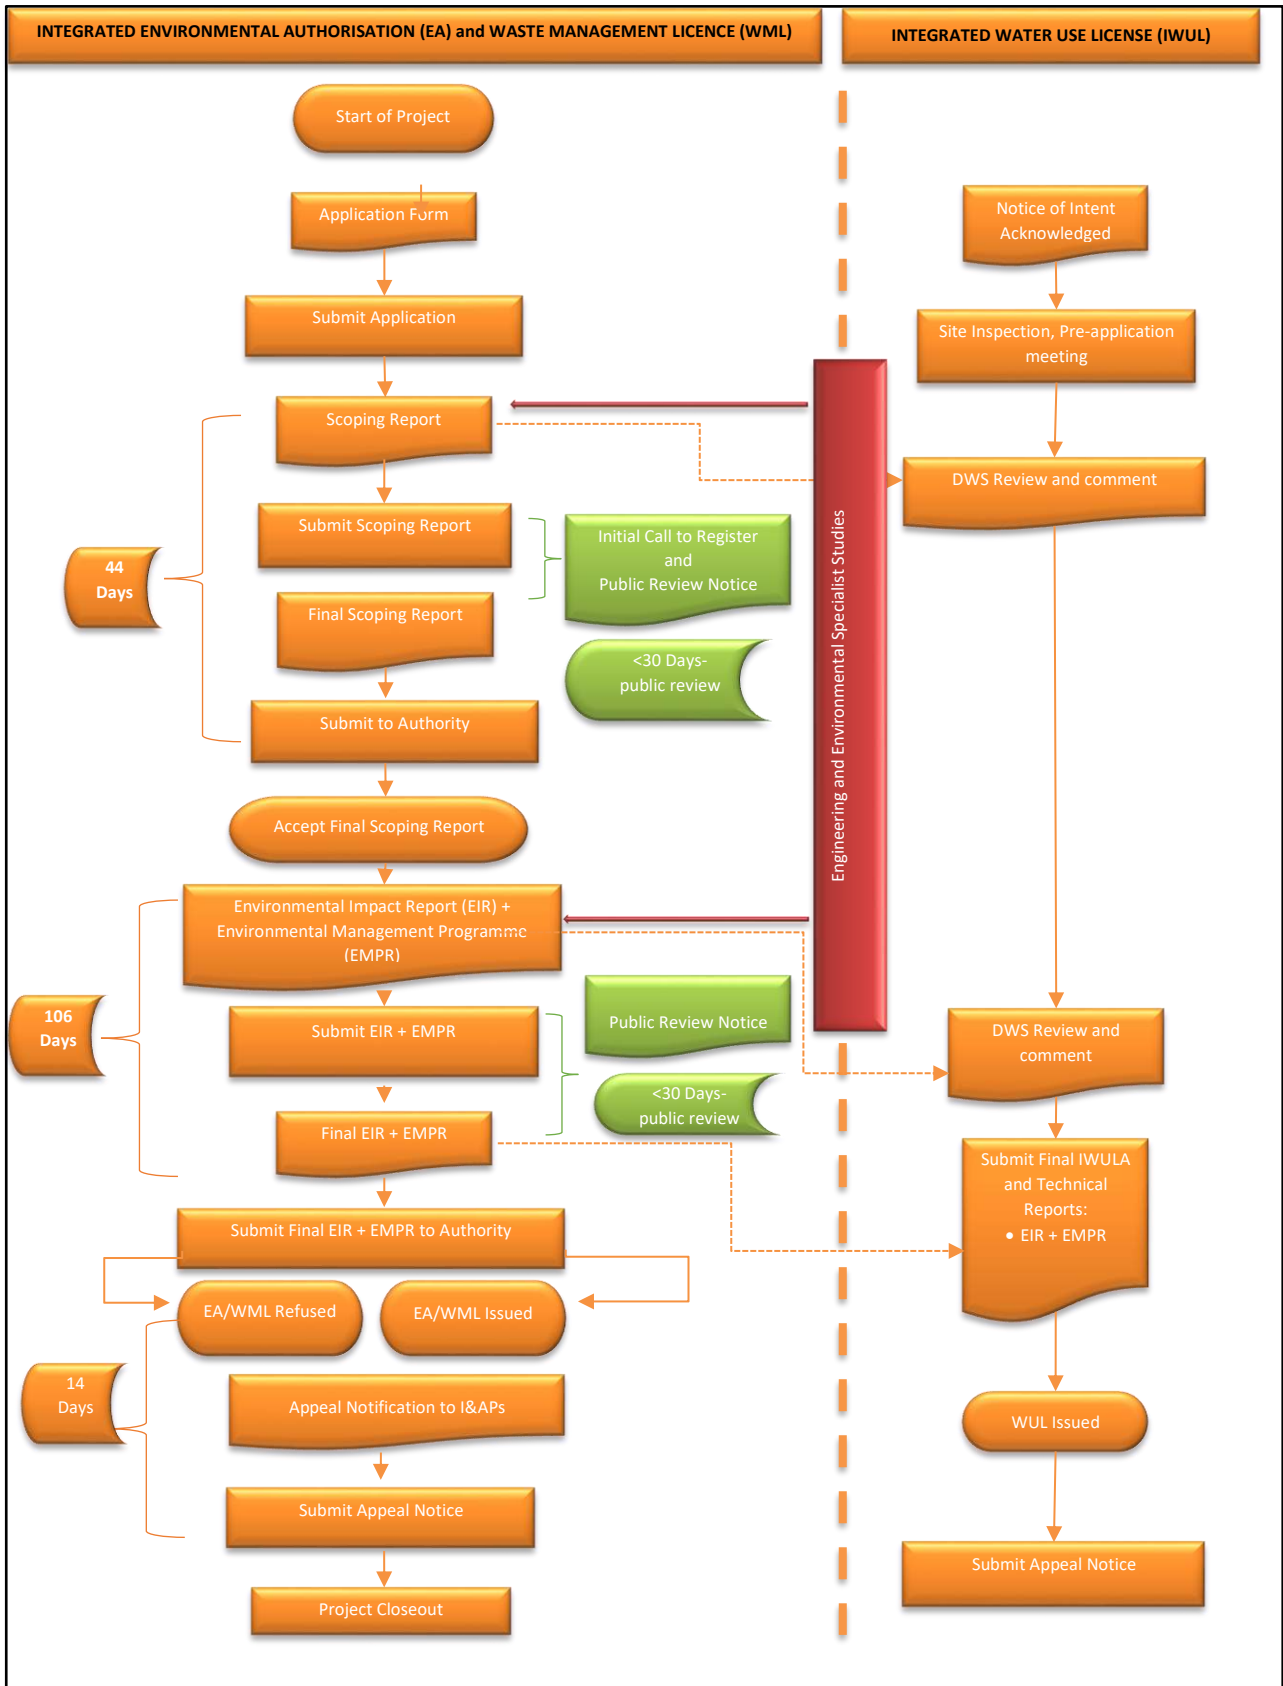 INTEGRATED ENVIRONMENTAL AUTHORISATION (EA) and WASTE MANAGEMENT LICENCE (WML)
INTEGRATED WATER USE LICENSE (IWUL)
Start of Project
Application Form
Submit Application
Scoping Report
Submit Scoping Report
Final Scoping Report
Submit to Authority
44
Days
Initial Call to Register
and
Public Review Notice
<30 Days-
public review
Accept Final Scoping Report
Environmental Impact Report (EIR) +
Environmental Management Programme
(EMPR)
Submit EIR + EMPR
Final EIR + EMPR
106
Days
Public Review Notice
<30 Days-
public review
Submit Final EIR + EMPR to Authority
EA/WML Refused
EA/WML Issued
14
Days
Appeal Notification to I&APs
Submit Appeal Notice
Project Closeout
Engineering and Environmental Specialist Studies
Notice of Intent
Acknowledged
Site Inspection, Pre-application
meeting
DWS Review and comment
DWS Review and
comment
Submit Final IWULA
and Technical
Reports:
• EIR + EMPR
WUL Issued
Submit Appeal Notice